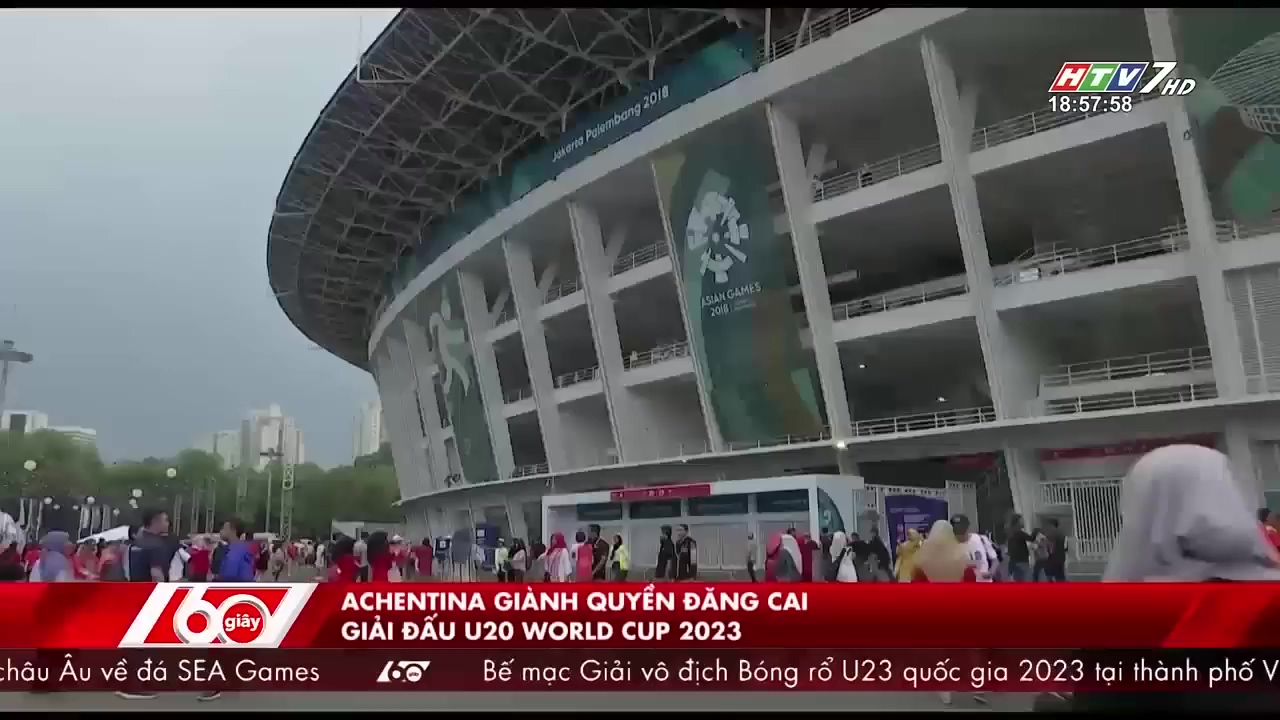 HTV7HD
18:57:58
Jakarta Palembang 2018
ASIAN GAMES
2018
60 giây
ACHENTINA GIÀNH QUYỀN ĐĂNG CAI
GIẢI ĐẤU U20 WORLD CUP 2023
châu Âu về đá SEA Games 60 giây Bế mạc Giải vô địch Bóng rổ U23 quốc gia 2023 tại thành phố V